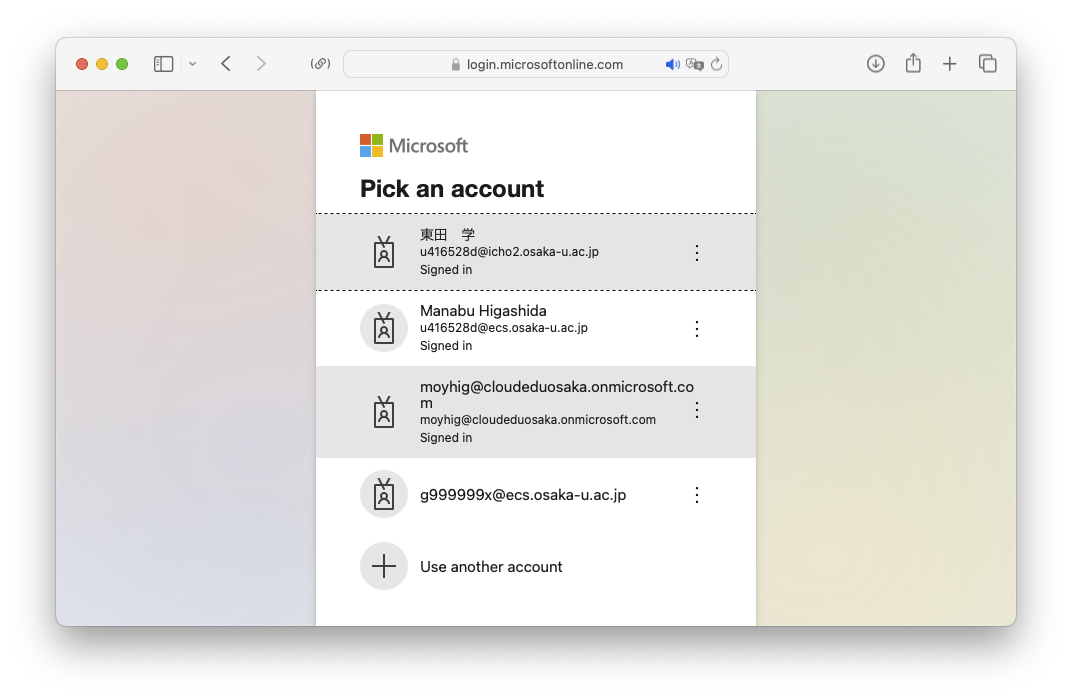 login.microsoftonline.com
Microsoft
Pick an account
東田　学
u416528d@icho2.osaka-u.ac.jp
Signed in
Manabu Higashida
u416528d@ecs.osaka-u.ac.jp
Signed in
moyhig@cloudeduosaka.onmicrosoft.co
m
moyhig@cloudeduosaka.onmicrosoft.com
Signed in
g999999x@ecs.osaka-u.ac.jp
Use another account